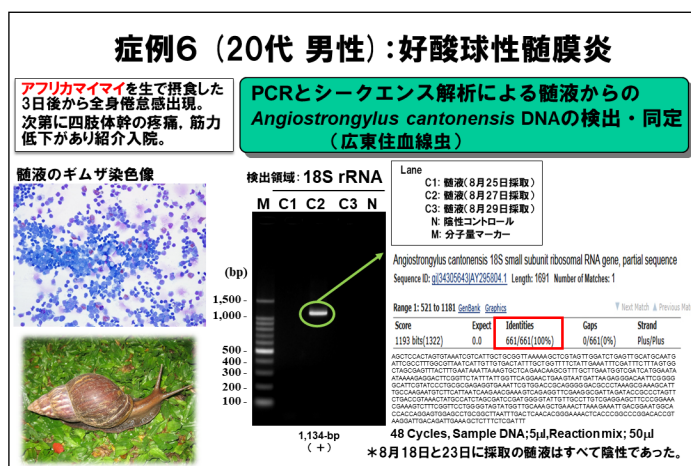 症例6 (20代 男性):好酸球性髄膜炎
アフリカマイマイを生で摂食した
3日後から全身倦怠感出現。
次第に四肢体幹の疼痛,筋力
低下があり紹介入院。
PCRとシークエンス解析による髄液からの
Angiostrongylus cantonensis DNAの検出・同定
(広東住血線虫)
髄液のギムザ染色像
検出領域: 18S rRNA
M C1 C2 C3 N
(bp)
1,500 -
1,000 -
500 -
400 -
300 -
200 -
100 -
1,134-bp
(+)
Lane
C1: 髄液(8月25日採取)
C2: 髄液(8月27日採取)
C3: 髄液(8月29日採取)
N: 陰性コントロール
M: 分子量マーカー
Angiostrongylus cantonensis 18S small subunit ribosomal RNA gene, partial sequence
Sequence ID: gi|34305643|AY295804.1 Length: 1691 Number of Matches: 1
Range 1: 521 to 1181 GenBank Graphics
Next Match Previous Mat
Score Expect Identities Gaps Strand
1193 bits(1322) 0.0 661/661(100%) 0/661(0%) Plus/Plus
48 Cycles, Sample DNA;5μl,Reaction mix; 50μl
*8月18日と23日に採取の髄液はすべて陰性であった。